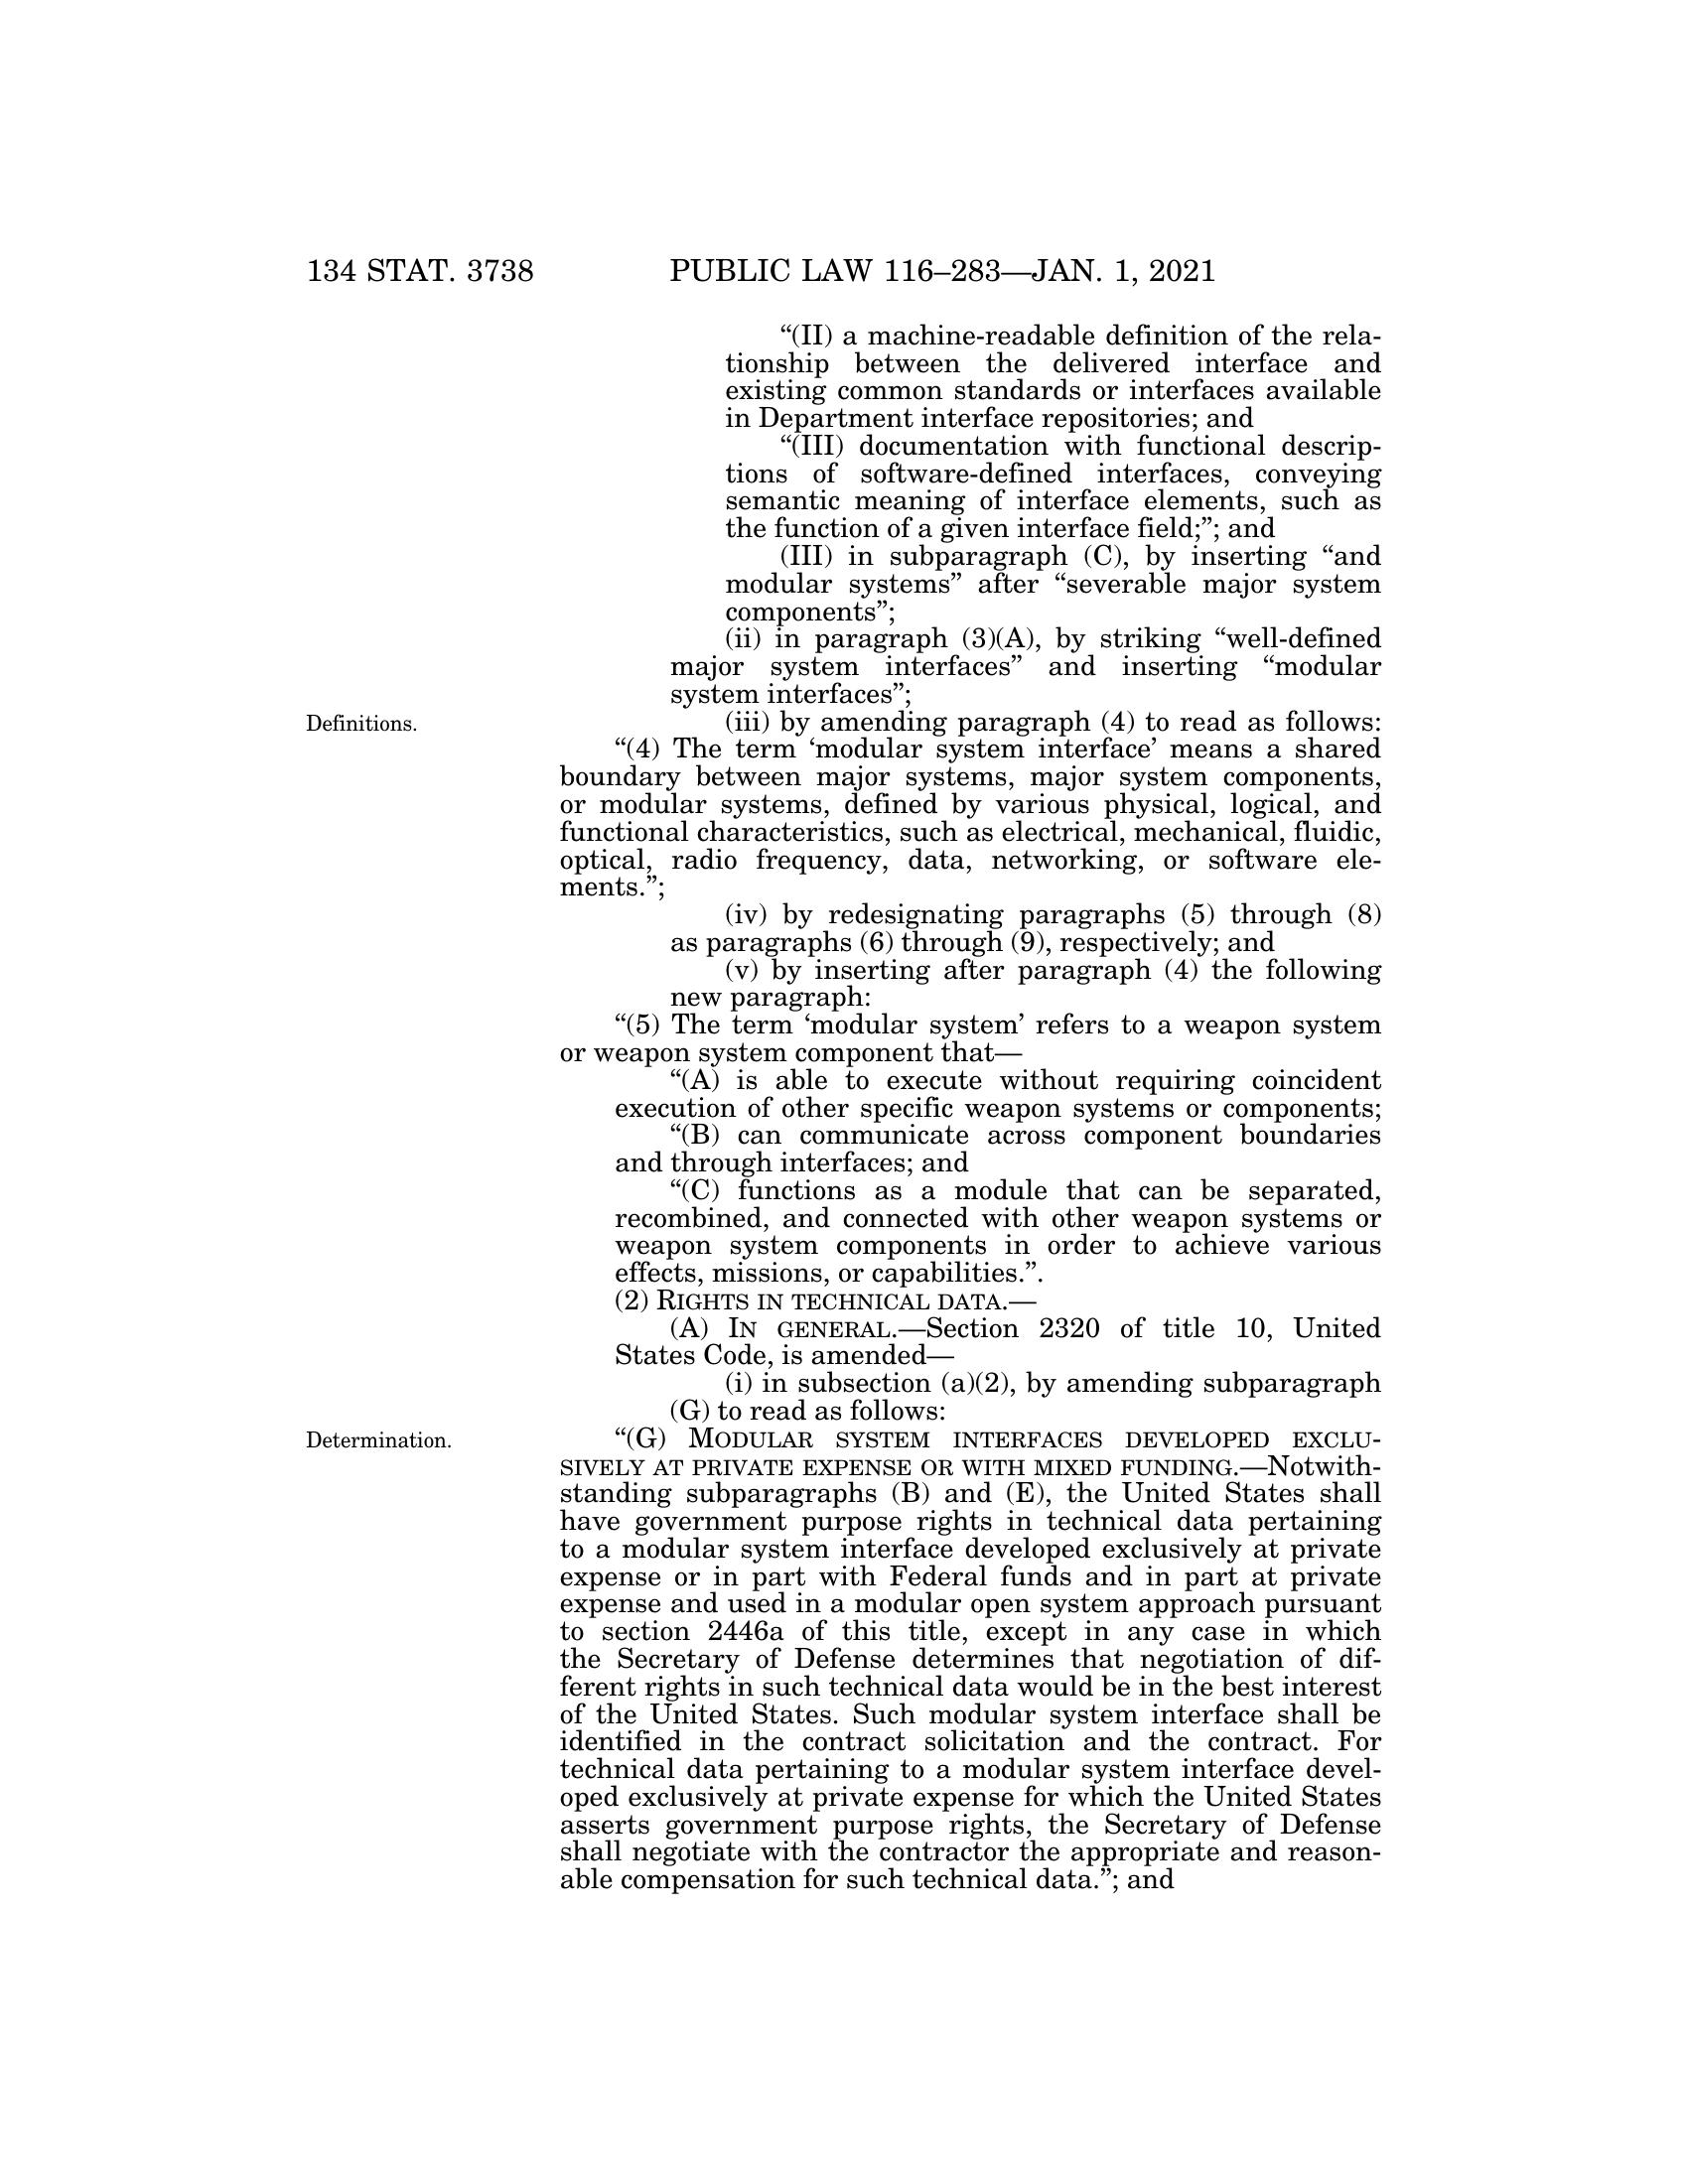 134 STAT. 3738
PUBLIC LAW 116–283—JAN. 1, 2021
“(II) a machine-readable definition of the rela-
tionship between the delivered interface and
existing common standards or interfaces available
in Department interface repositories; and
“(III) documentation with functional descrip-
tions of software-defined interfaces, conveying
semantic meaning of interface elements, such as
the function of a given interface field;”; and
(III) in subparagraph (C), by inserting “and
modular systems” after “severable major system
components”;
(ii) in paragraph (3)(A), by striking “well-defined
major system interfaces” and inserting “modular
system interfaces”;
Definitions.
(iii) by amending paragraph (4) to read as follows:
“(4) The term ‘modular system interface’ means a shared
boundary between major systems, major system components,
or modular systems, defined by various physical, logical, and
functional characteristics, such as electrical, mechanical, fluidic,
optical, radio frequency, data, networking, or software ele-
ments.”;
(iv) by redesignating paragraphs (5) through (8)
as paragraphs (6) through (9), respectively; and
(v) by inserting after paragraph (4) the following
new paragraph:
“(5) The term ‘modular system’ refers to a weapon system
or weapon system component that—
“(A) is able to execute without requiring coincident
execution of other specific weapon systems or components;
“(B) can communicate across component boundaries
and through interfaces; and
“(C) functions as a module that can be separated,
recombined, and connected with other weapon systems or
weapon system components in order to achieve various
effects, missions, or capabilities.”.
(2) RIGHTS IN TECHNICAL DATA.—
(A) IN GENERAL.—Section 2320 of title 10, United
States Code, is amended—
(i) in subsection (a)(2), by amending subparagraph
(G) to read as follows:
Determination.
“(G) MODULAR SYSTEM INTERFACES DEVELOPED EXCLU-
SIVELY AT PRIVATE EXPENSE OR WITH MIXED FUNDING.—Notwith-
standing subparagraphs (B) and (E), the United States shall
have government purpose rights in technical data pertaining
to a modular system interface developed exclusively at private
expense or in part with Federal funds and in part at private
expense and used in a modular open system approach pursuant
to section 2446a of this title, except in any case in which
the Secretary of Defense determines that negotiation of dif-
ferent rights in such technical data would be in the best interest
of the United States. Such modular system interface shall be
identified in the contract solicitation and the contract. For
technical data pertaining to a modular system interface devel-
oped exclusively at private expense for which the United States
asserts government purpose rights, the Secretary of Defense
shall negotiate with the contractor the appropriate and reason-
able compensation for such technical data.”; and